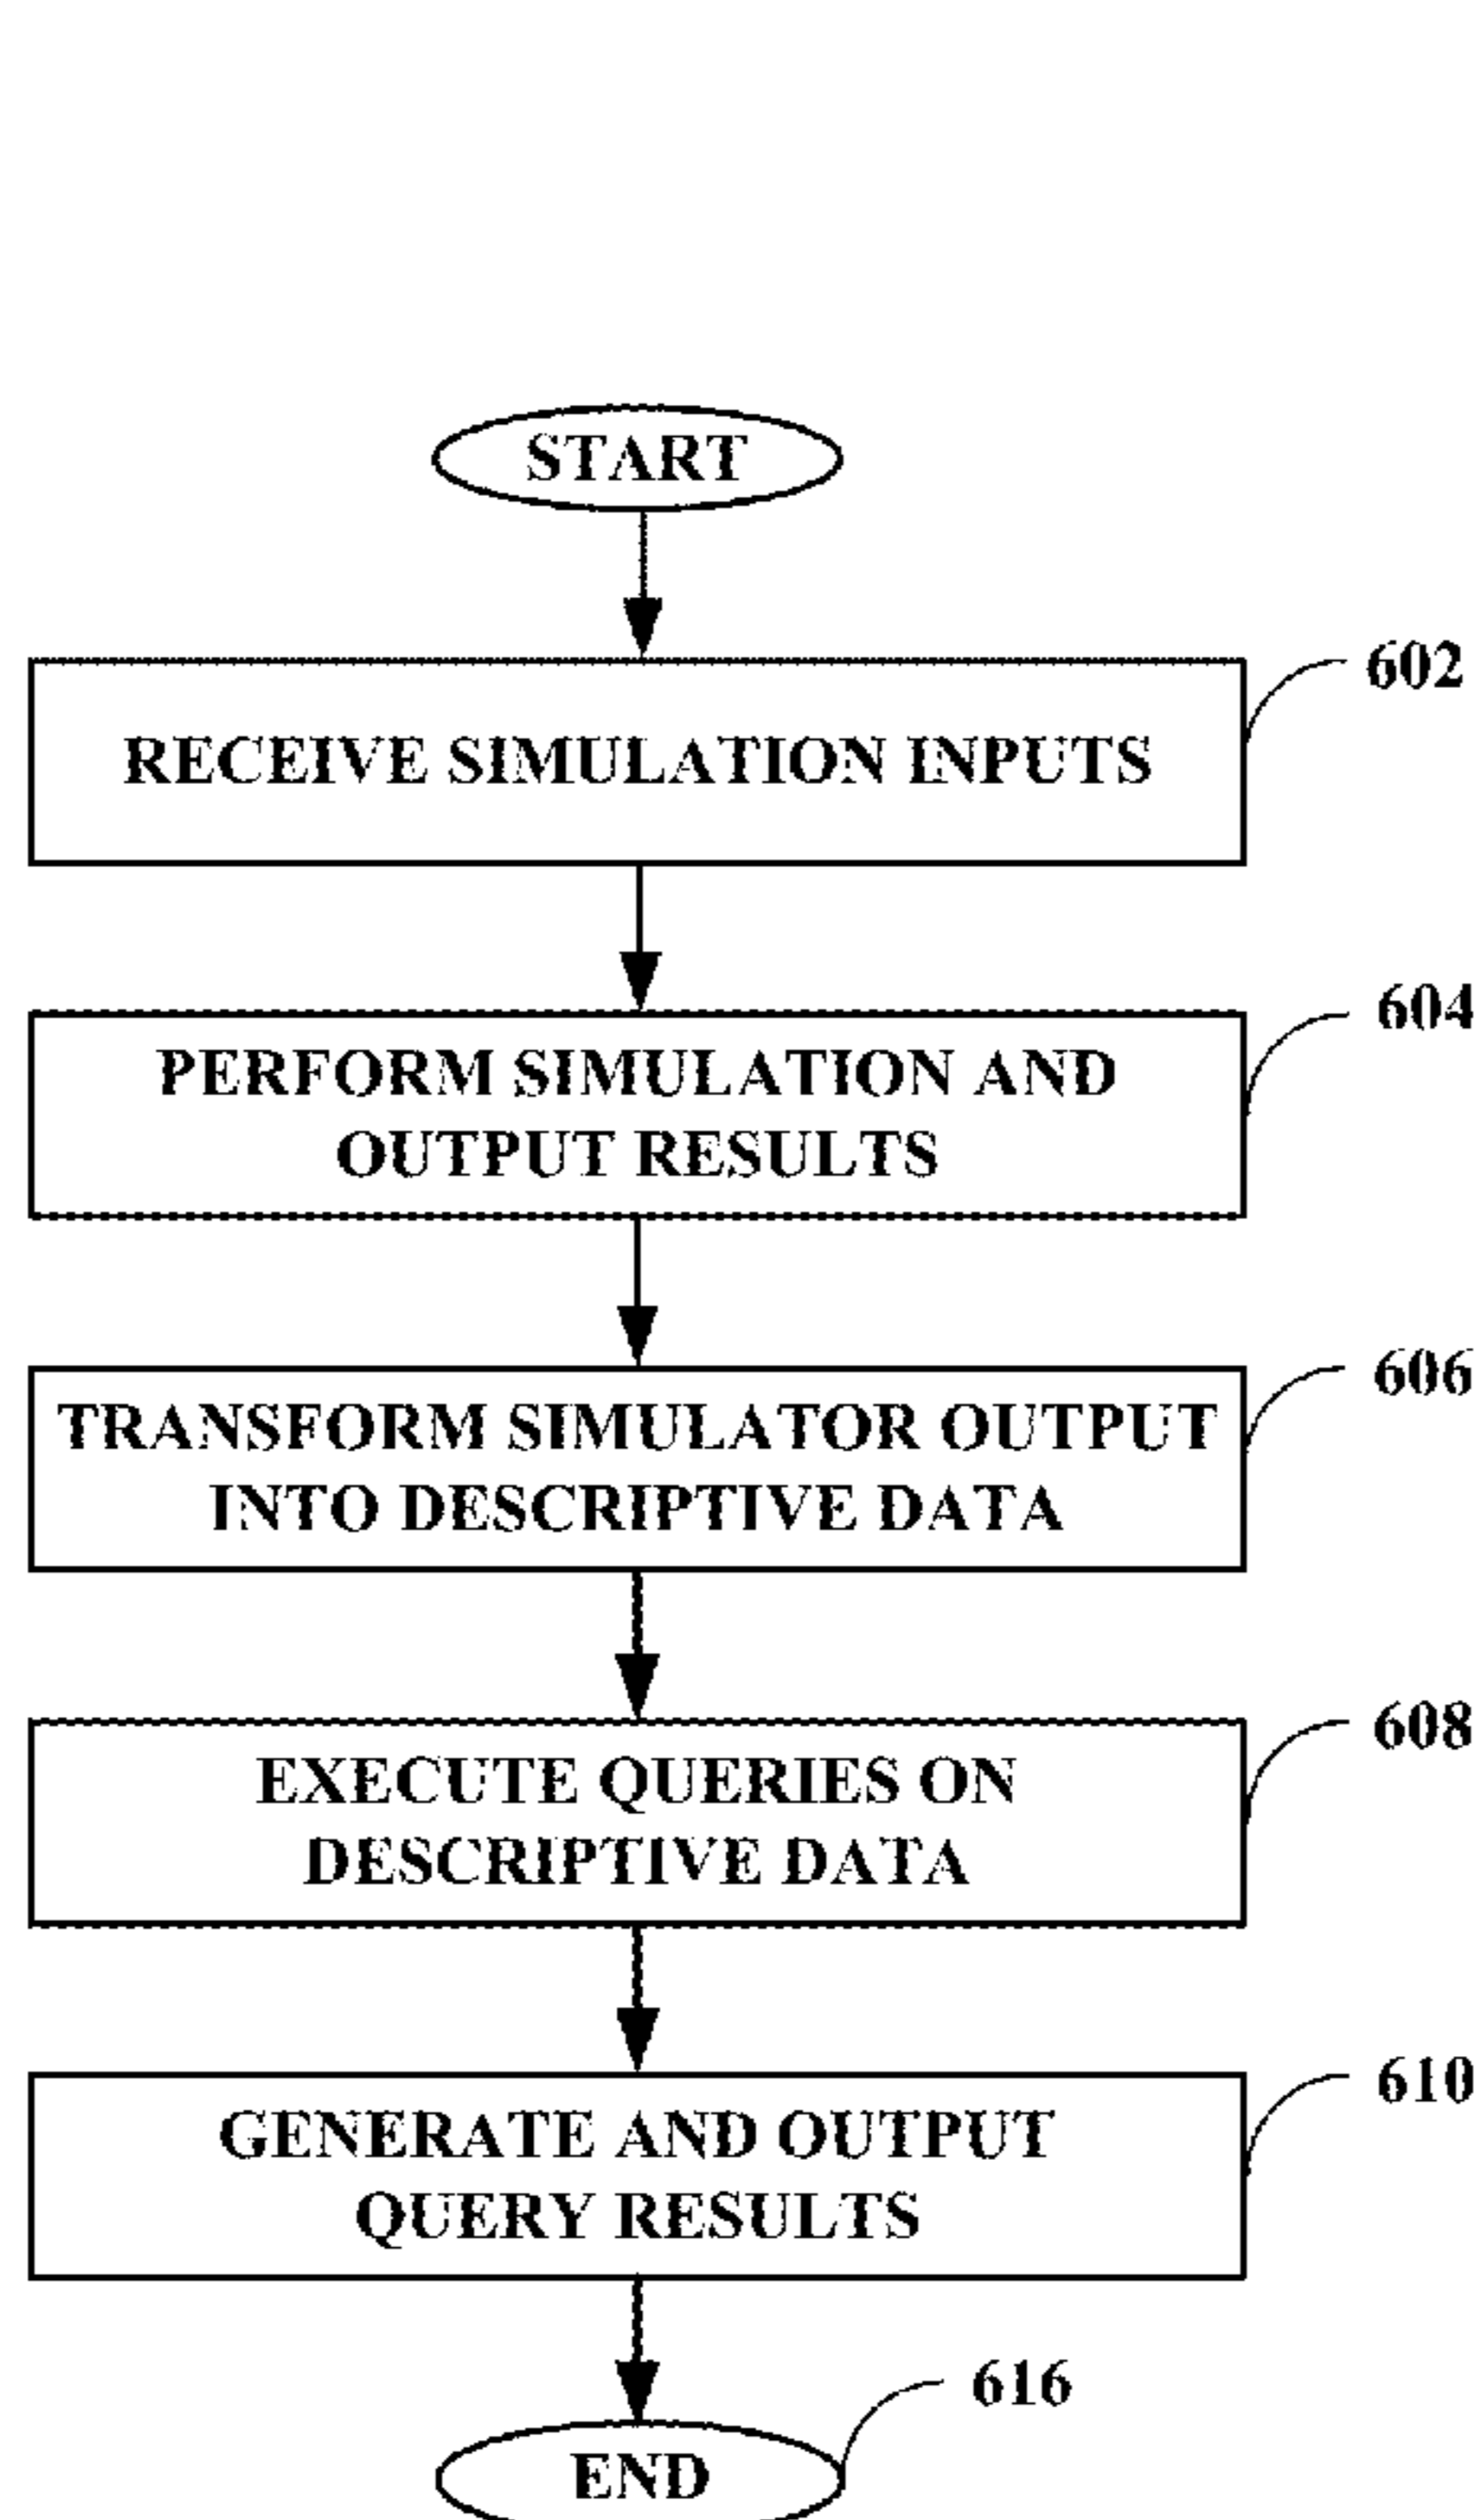 START
602
RECEIVE SIMULATION INPUTS
604
PERFORM SIMULATION AND
OUTPUT RESULTS
606
TRANSFORM SIMULATOR OUTPUT
INTO DESCRIPTIVE DATA
608
EXECUTE QUERIES ON
DESCRIPTIVE DATA
610
GENERATE AND OUTPUT
QUERY RESULTS
616
END